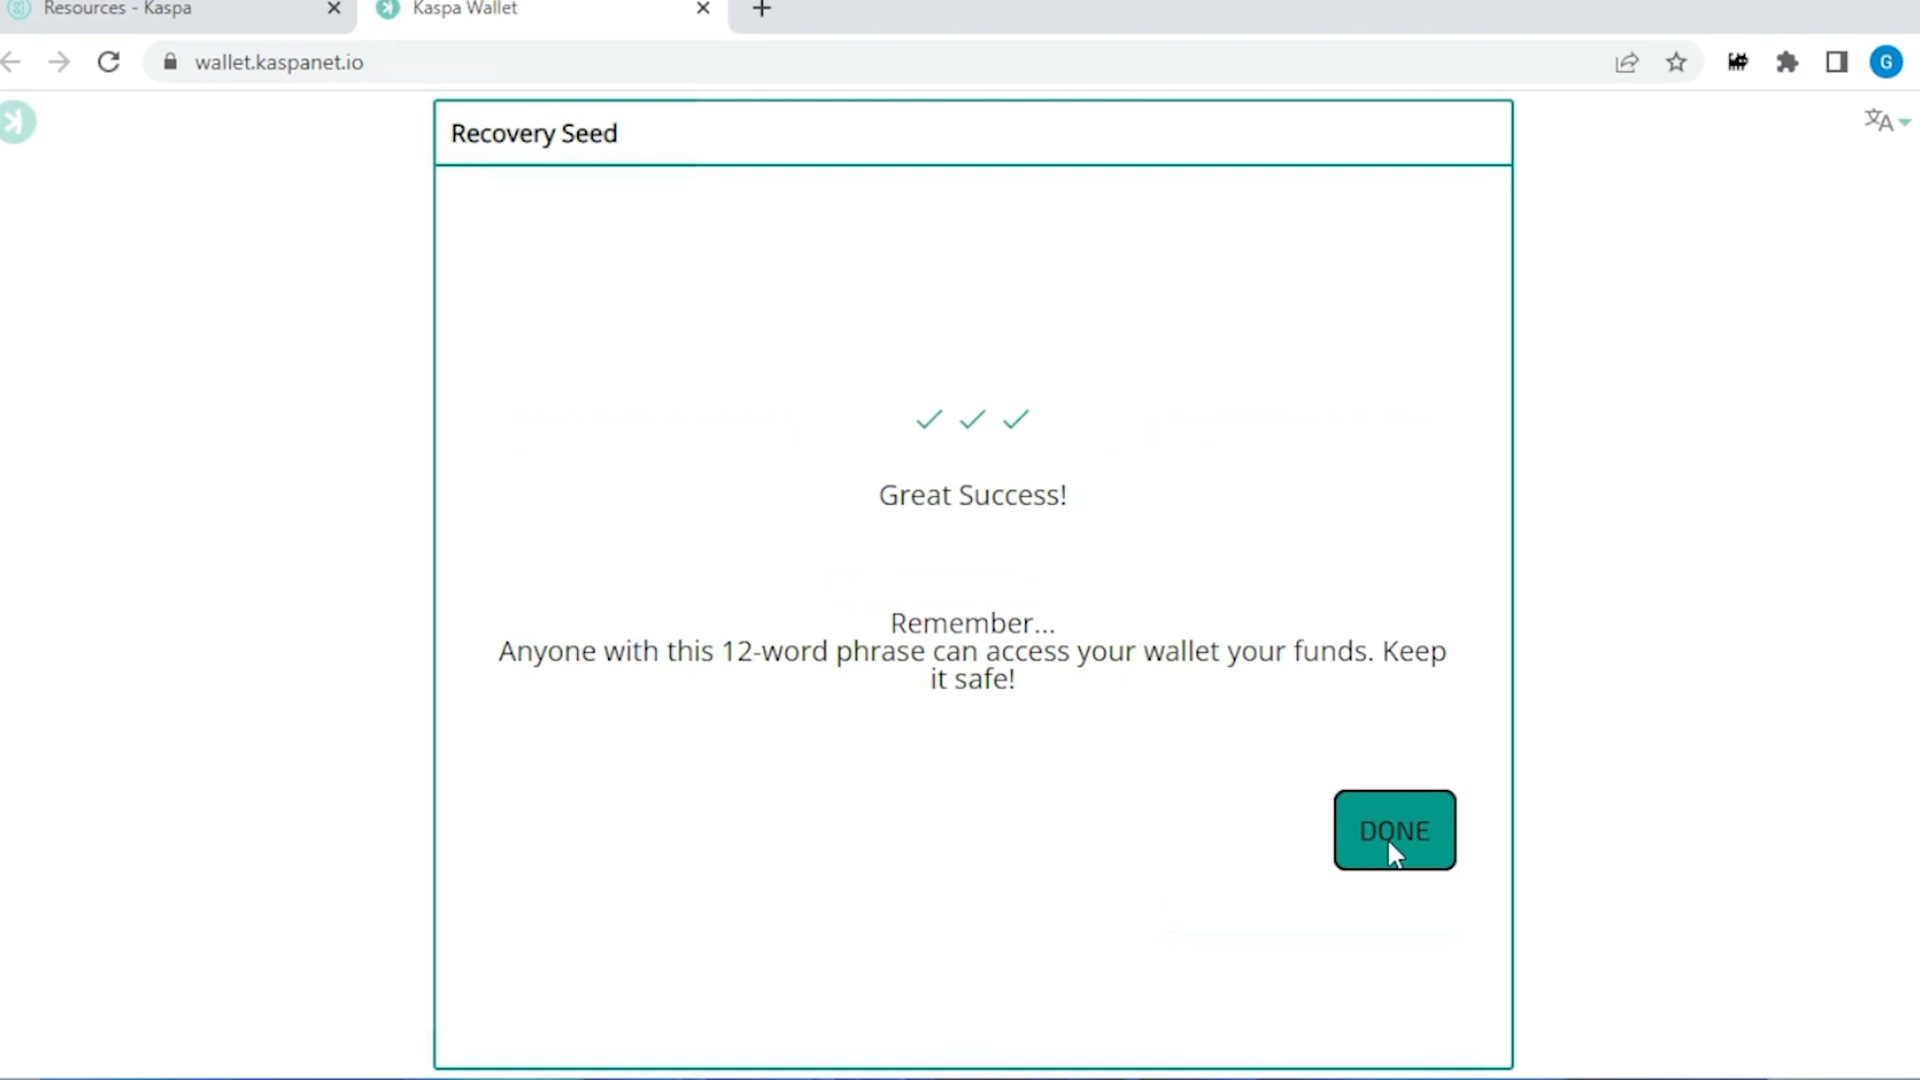 Resources - Kaspa
Kaspa Wallet
wallet.kaspanet.io
G
Recovery Seed
Great Success!
Remember...
Anyone with this 12-word phrase can access your wallet your funds. Keep
it safe!
DONE